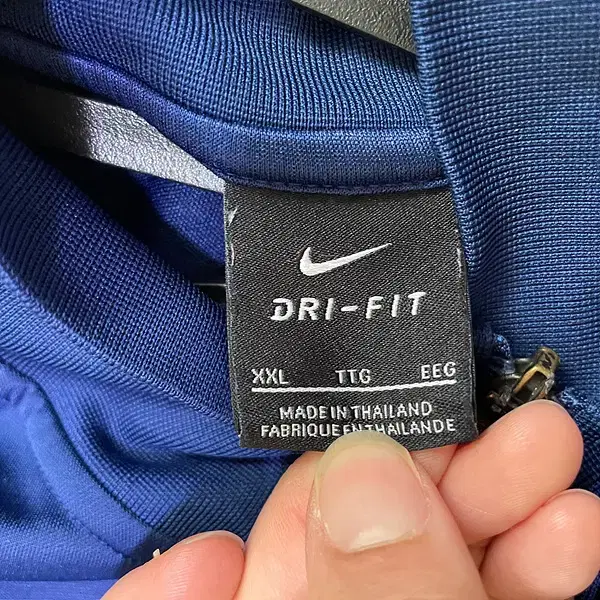 DRI-FIT
XXL TTG EEG
MADE IN THAILAND
FABRIQUE EN THAILANDE